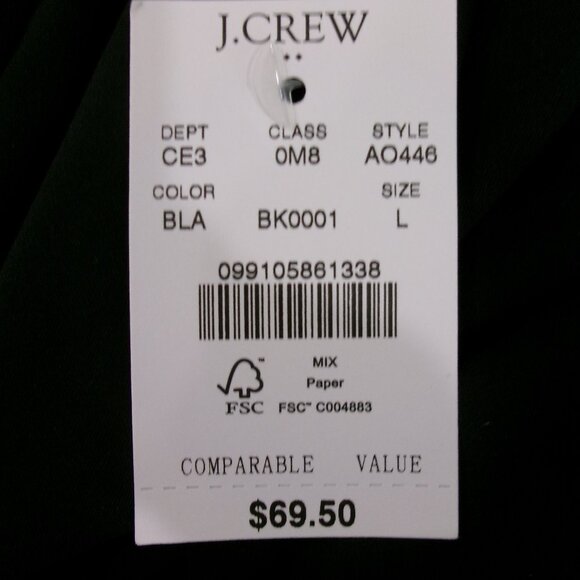 J.CREW
DEPT CLASS STYLE
CE3 0M8 AO446
COLOR SIZE
BLA BK0001 L
099105861338
MIX
Paper
FSC™ C004883
FSC
COMPARABLE VALUE
$69.50